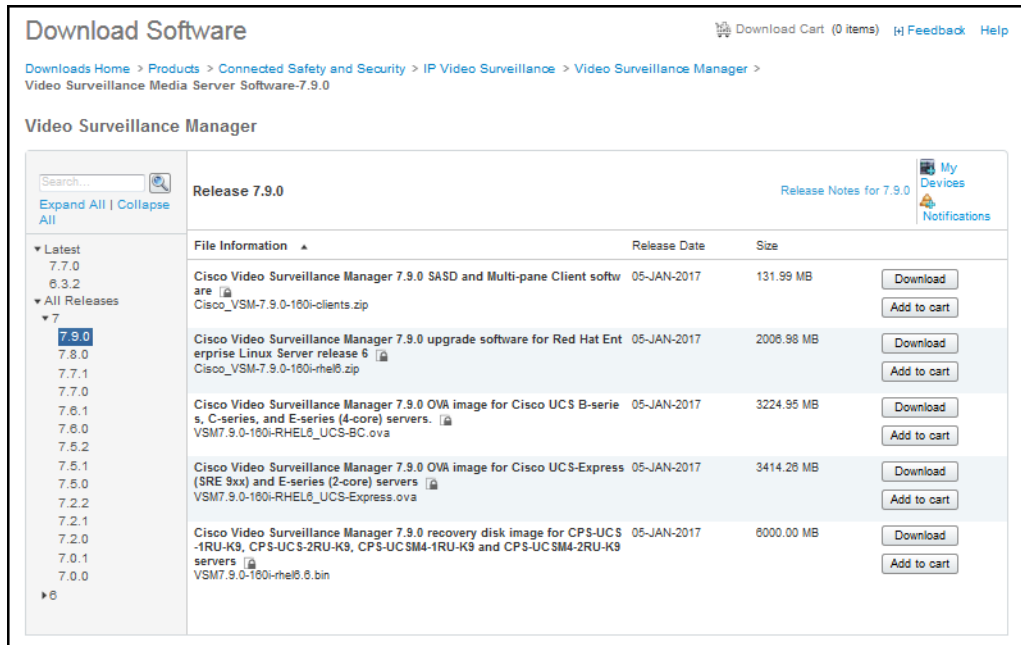 Download Software
Download Cart (0 items) [+] Feedback Help
Downloads Home > Products > Connected Safety and Security > IP Video Surveillance > Video Surveillance Manager >
Video Surveillance Media Server Software-7.9.0
Video Surveillance Manager
Search...
Expand All | Collapse
All
▾ Latest
7.7.0
6.3.2
▾ All Releases
▾ 7
7.9.0
7.8.0
7.7.1
7.7.0
7.6.1
7.6.0
7.5.2
7.5.1
7.5.0
7.2.2
7.2.1
7.2.0
7.0.1
7.0.0
▸ 6
Release 7.9.0
Release Notes for 7.9.0
My
Devices
Notifications
File Information ▴ Release Date Size
Cisco Video Surveillance Manager 7.9.0 SASD and Multi-pane Client softw 05-JAN-2017 131.99 MB Download
are
Cisco_VSM-7.9.0-160i-clients.zip Add to cart
Cisco Video Surveillance Manager 7.9.0 upgrade software for Red Hat Ent 05-JAN-2017 2006.98 MB Download
erprise Linux Server release 6
Cisco_VSM-7.9.0-160i-rhel6.zip Add to cart
Cisco Video Surveillance Manager 7.9.0 OVA image for Cisco UCS B-serie 05-JAN-2017 3224.95 MB Download
s, C-series, and E-series (4-core) servers.
VSM7.9.0-160i-RHEL6_UCS-BC.ova Add to cart
Cisco Video Surveillance Manager 7.9.0 OVA image for Cisco UCS-Express 05-JAN-2017 3414.26 MB Download
(SRE 9xx) and E-series (2-core) servers
VSM7.9.0-160i-RHEL6_UCS-Express.ova Add to cart
Cisco Video Surveillance Manager 7.9.0 recovery disk image for CPS-UCS 05-JAN-2017 6000.00 MB Download
-1RU-K9, CPS-UCS-2RU-K9, CPS-UCSM4-1RU-K9 and CPS-UCSM4-2RU-K9
servers Add to cart
VSM7.9.0-160i-rhel6.6.bin